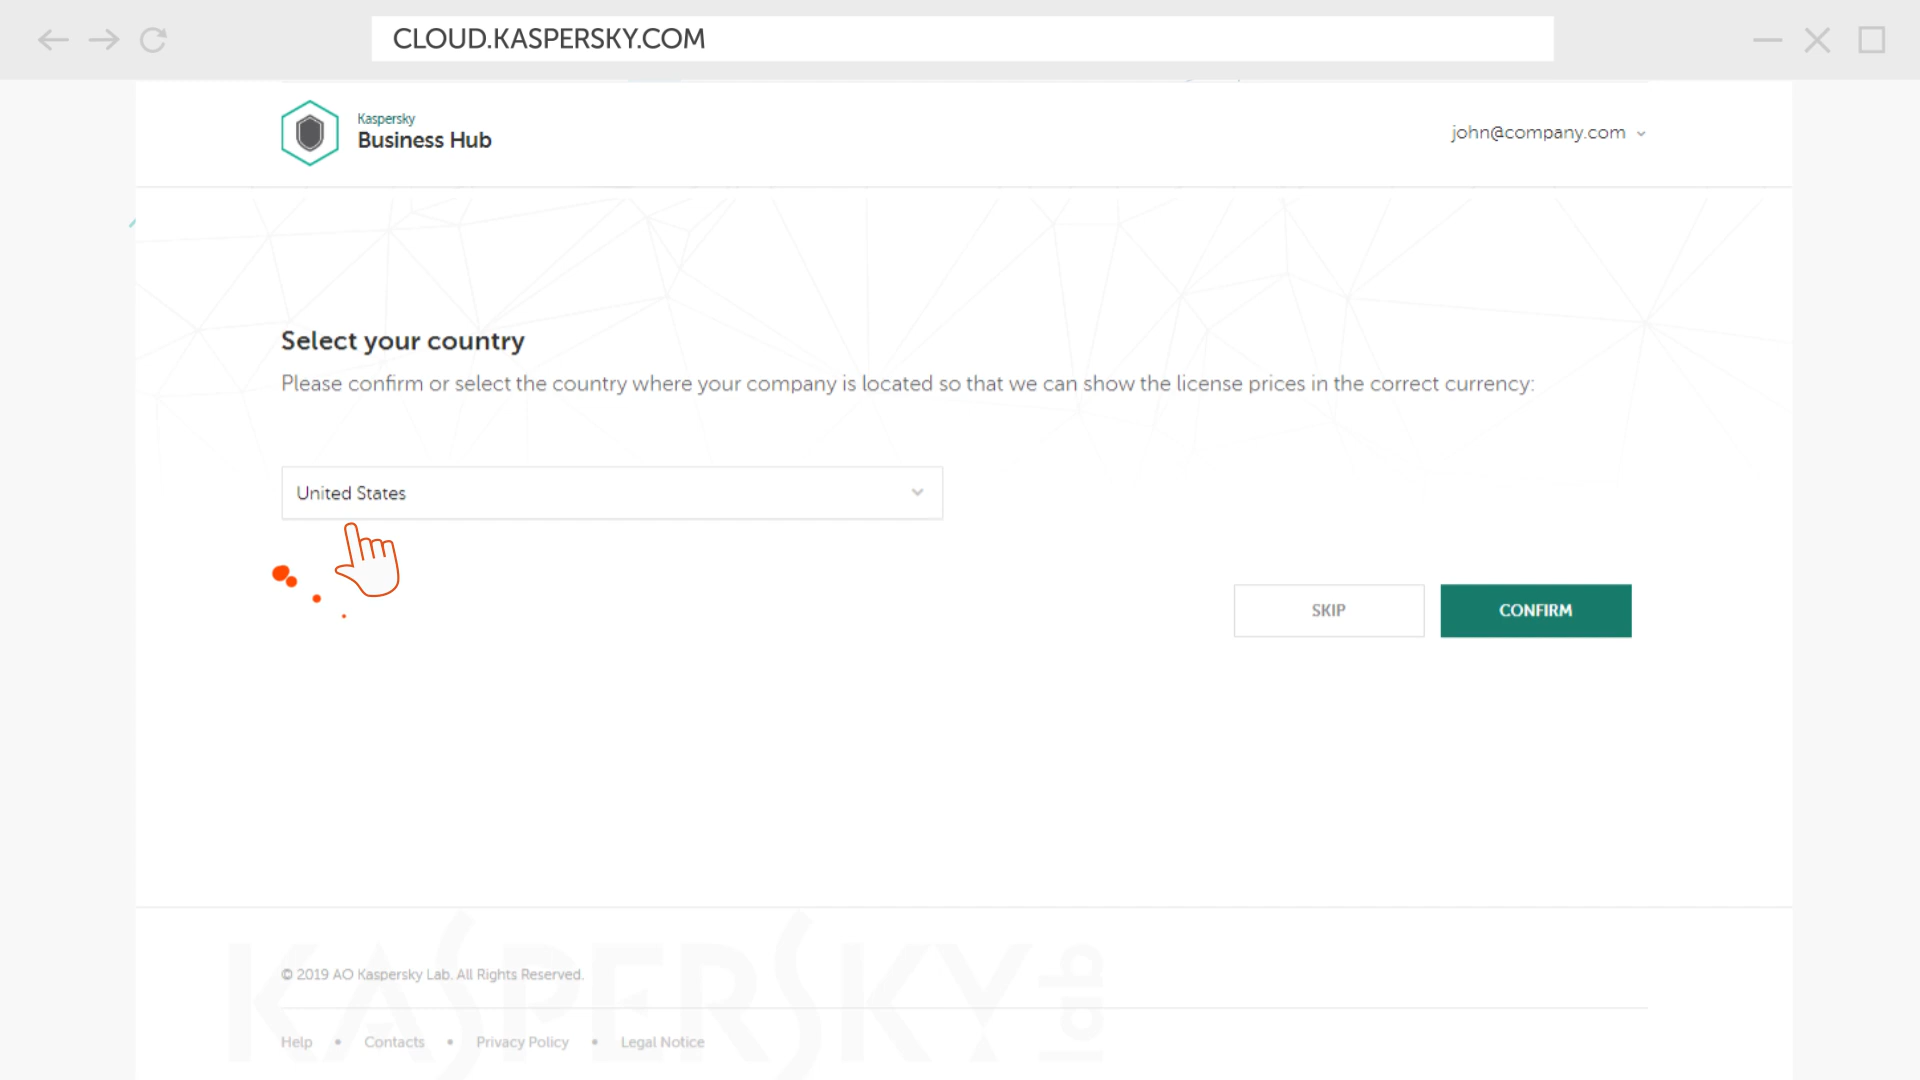 CLOUD.KASPERSKY.COM
Kaspersky
Business Hub
john@company.com
Select your country
Please confirm or select the country where your company is located so that we can show the license prices in the correct currency:
United States
SKIP
CONFIRM
KASPERSKY lab
© 2019 AO Kaspersky Lab. All Rights Reserved.
Help • Contacts • Privacy Policy • Legal Notice